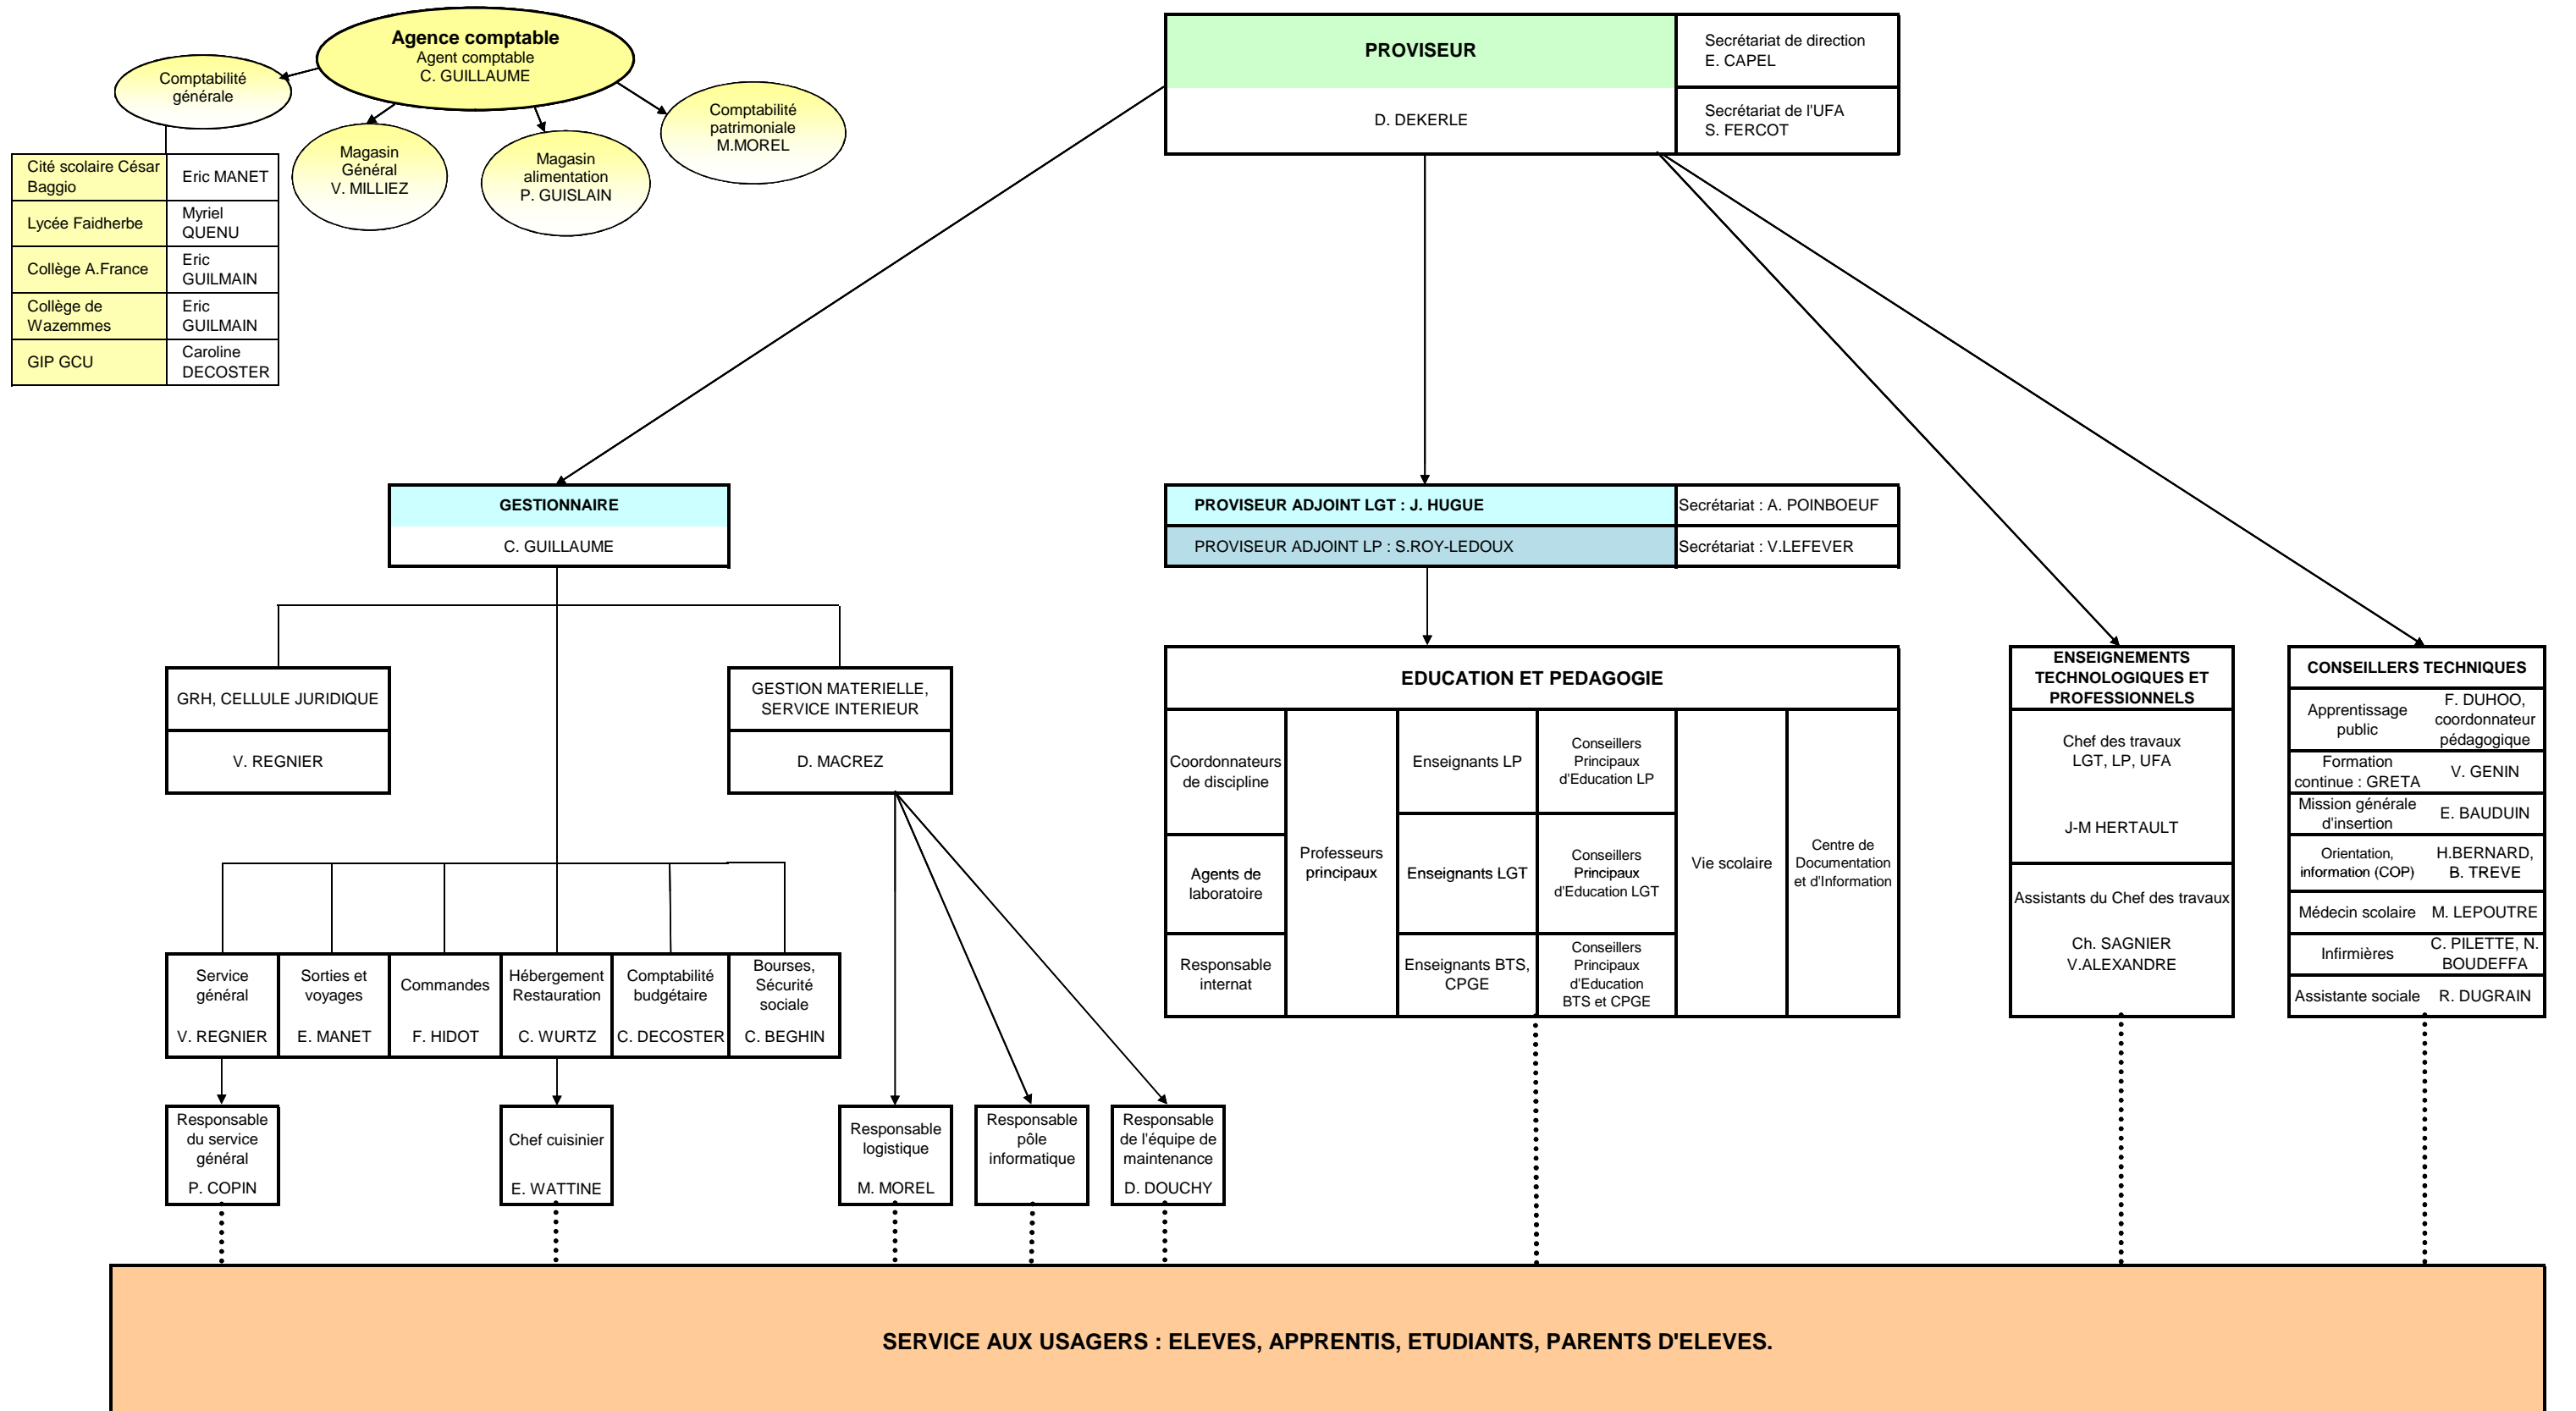 Agence comptable
Agent comptable
C. GUILLAUME
Comptabilité
générale
Magasin
Général
V. MILLIEZ
Magasin
alimentation
P. GUISLAIN
Comptabilité
patrimoniale
M.MOREL
Cité scolaire César
Baggio
Eric MANET
Lycée Faidherbe
Myriel
QUENU
Collège A.France
Eric
GUILMAIN
Collège de
Wazemmes
Eric
GUILMAIN
GIP GCU
Caroline
DECOSTER
PROVISEUR
D. DEKERLE
Secrétariat de direction
E. CAPEL
Secrétariat de l'UFA
S. FERCOT
GESTIONNAIRE
C. GUILLAUME
PROVISEUR ADJOINT LGT : J. HUGUE
Secrétariat : A. POINBOEUF
PROVISEUR ADJOINT LP : S.ROY-LEDOUX
Secrétariat : V.LEFEVER
GRH, CELLULE JURIDIQUE
V. REGNIER
GESTION MATERIELLE,
SERVICE INTERIEUR
D. MACREZ
Service
général
V. REGNIER
Sorties et
voyages
E. MANET
Commandes
F. HIDOT
Hébergement
Restauration
C. WURTZ
Comptabilité
budgétaire
C. DECOSTER
Bourses,
Sécurité
sociale
C. BEGHIN
Responsable
du service
général
P. COPIN
Chef cuisinier
E. WATTINE
Responsable
logistique
M. MOREL
Responsable
pôle
informatique
Responsable
de l'équipe de
maintenance
D. DOUCHY
EDUCATION ET PEDAGOGIE
Coordonnateurs
de discipline
Agents de
laboratoire
Responsable
internat
Professeurs
principaux
Enseignants LP
Enseignants LGT
Enseignants BTS,
CPGE
Conseillers
Principaux
d'Education LP
Conseillers
Principaux
d'Education LGT
Conseillers
Principaux
d'Education
BTS et CPGE
Vie scolaire
Centre de
Documentation
et d'Information
ENSEIGNEMENTS
TECHNOLOGIQUES ET
PROFESSIONNELS
Chef des travaux
LGT, LP, UFA
J-M HERTAULT
Assistants du Chef des travaux
Ch. SAGNIER
V.ALEXANDRE
CONSEILLERS TECHNIQUES
Apprentissage
public
F. DUHOO,
coordonnateur
pédagogique
Formation
continue : GRETA
V. GENIN
Mission générale
d'insertion
E. BAUDUIN
Orientation,
information (COP)
H.BERNARD,
B. TREVE
Médecin scolaire
M. LEPOUTRE
Infirmières
C. PILETTE, N.
BOUDEFFA
Assistante sociale
R. DUGRAIN
SERVICE AUX USAGERS : ELEVES, APPRENTIS, ETUDIANTS, PARENTS D'ELEVES.